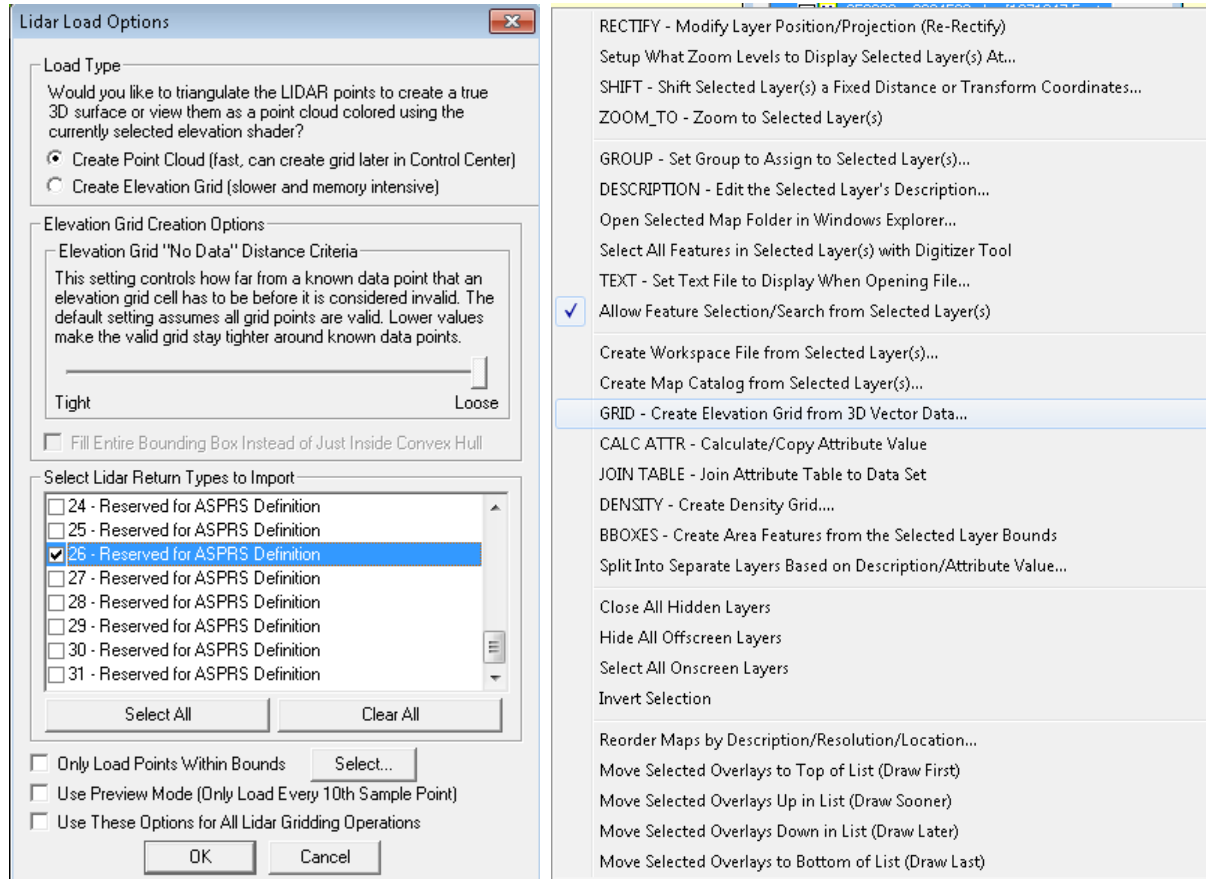 Lidar Load Options
Load Type
Would you like to triangulate the LIDAR points to create a true
3D surface or view them as a point cloud colored using the
currently selected elevation shader?
Create Point Cloud (fast, can create grid later in Control Center)
Create Elevation Grid (slower and memory intensive)
Elevation Grid Creation Options
Elevation Grid "No Data" Distance Criteria
This setting controls how far from a known data point that an
elevation grid cell has to be before it is considered invalid. The
default setting assumes all grid points are valid. Lower values
make the valid grid stay tighter around known data points.
Tight Loose
Fill Entire Bounding Box Instead of Just Inside Convex Hull
Select Lidar Return Types to Import
24 - Reserved for ASPRS Definition
25 - Reserved for ASPRS Definition
26 - Reserved for ASPRS Definition
27 - Reserved for ASPRS Definition
28 - Reserved for ASPRS Definition
29 - Reserved for ASPRS Definition
30 - Reserved for ASPRS Definition
31 - Reserved for ASPRS Definition
Select All Clear All
Only Load Points Within Bounds Select...
Use Preview Mode (Only Load Every 10th Sample Point)
Use These Options for All Lidar Gridding Operations
OK Cancel
RECTIFY - Modify Layer Position/Projection (Re-Rectify)
Setup What Zoom Levels to Display Selected Layer(s) At...
SHIFT - Shift Selected Layer(s) a Fixed Distance or Transform Coordinates...
ZOOM_TO - Zoom to Selected Layer(s)
GROUP - Set Group to Assign to Selected Layer(s)...
DESCRIPTION - Edit the Selected Layer's Description...
Open Selected Map Folder in Windows Explorer...
Select All Features in Selected Layer(s) with Digitizer Tool
TEXT - Set Text File to Display When Opening File...
Allow Feature Selection/Search from Selected Layer(s)
Create Workspace File from Selected Layer(s)...
Create Map Catalog from Selected Layer(s)...
GRID - Create Elevation Grid from 3D Vector Data...
CALC ATTR - Calculate/Copy Attribute Value
JOIN TABLE - Join Attribute Table to Data Set
DENSITY - Create Density Grid....
BBOXES - Create Area Features from the Selected Layer Bounds
Split Into Separate Layers Based on Description/Attribute Value...
Close All Hidden Layers
Hide All Offscreen Layers
Select All Onscreen Layers
Invert Selection
Reorder Maps by Description/Resolution/Location...
Move Selected Overlays to Top of List (Draw First)
Move Selected Overlays Up in List (Draw Sooner)
Move Selected Overlays Down in List (Draw Later)
Move Selected Overlays to Bottom of List (Draw Last)